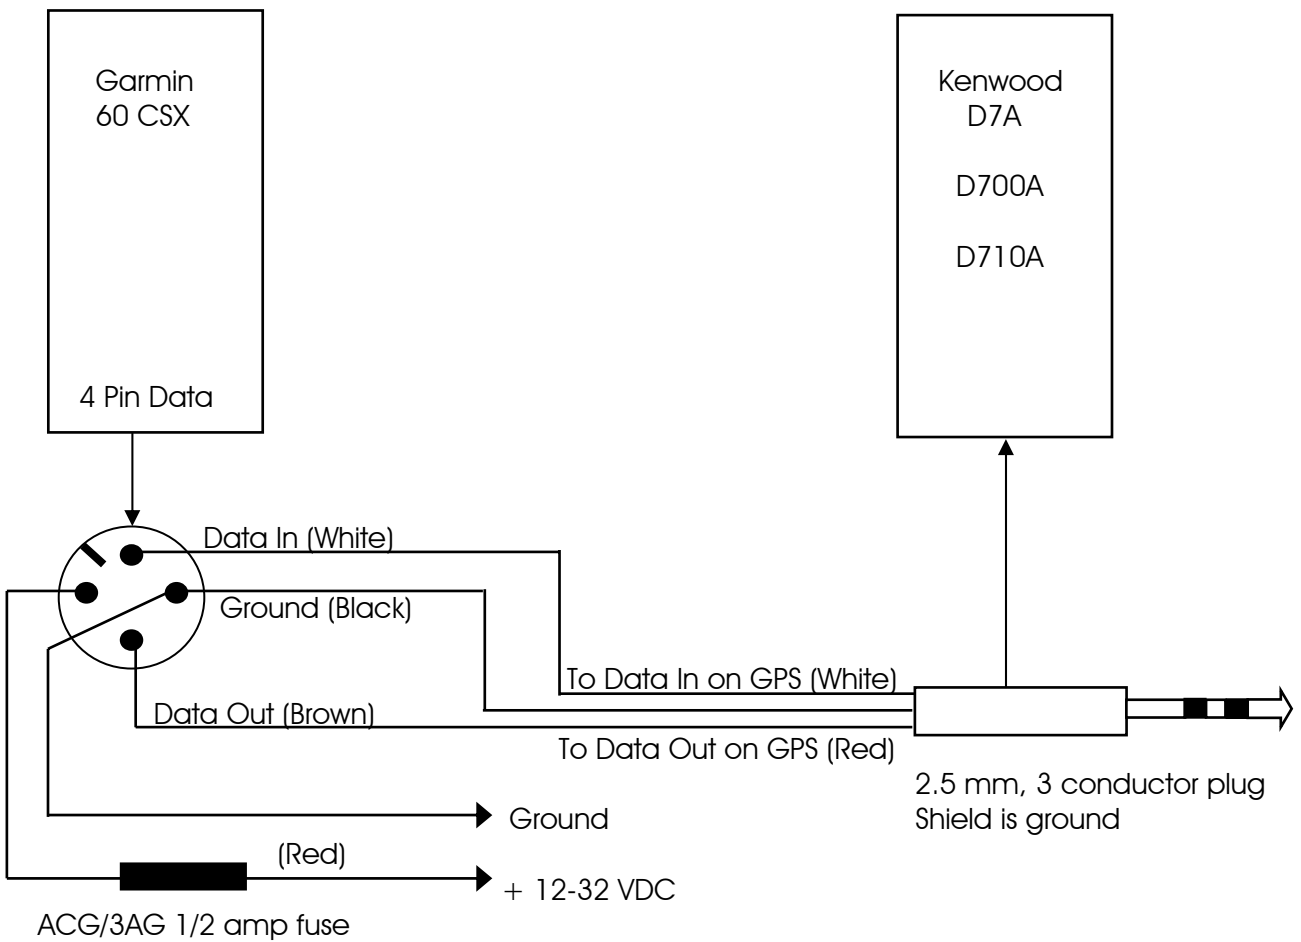 Garmin
60 CSX
4 Pin Data
Kenwood
D7A
D700A
D710A
Data In (White)
Ground (Black)
To Data In on GPS (White)
Data Out (Brown)
To Data Out on GPS (Red)
2.5 mm, 3 conductor plug
Shield is ground
Ground
(Red)
+ 12-32 VDC
ACG/3AG 1/2 amp fuse